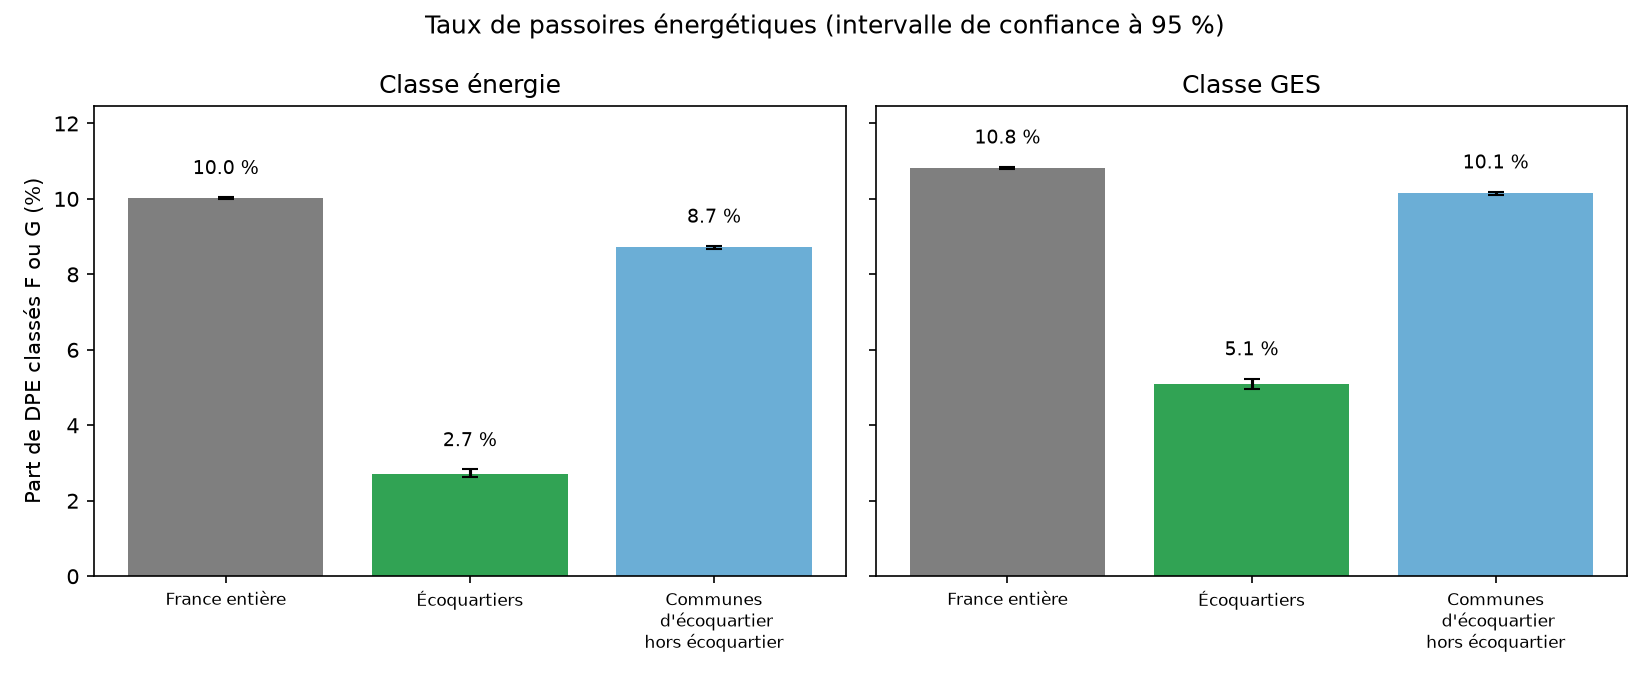 Taux de passoires énergétiques (intervalle de confiance à 95 %)
Classe énergie
Part de DPE classés F ou G (%)
12
10
8
6
4
2
0
10.0 %
2.7 %
8.7 %
France entière
Écoquartiers
Communes
d'écoquartier
hors écoquartier
Classe GES
10.8 %
5.1 %
10.1 %
France entière
Écoquartiers
Communes
d'écoquartier
hors écoquartier